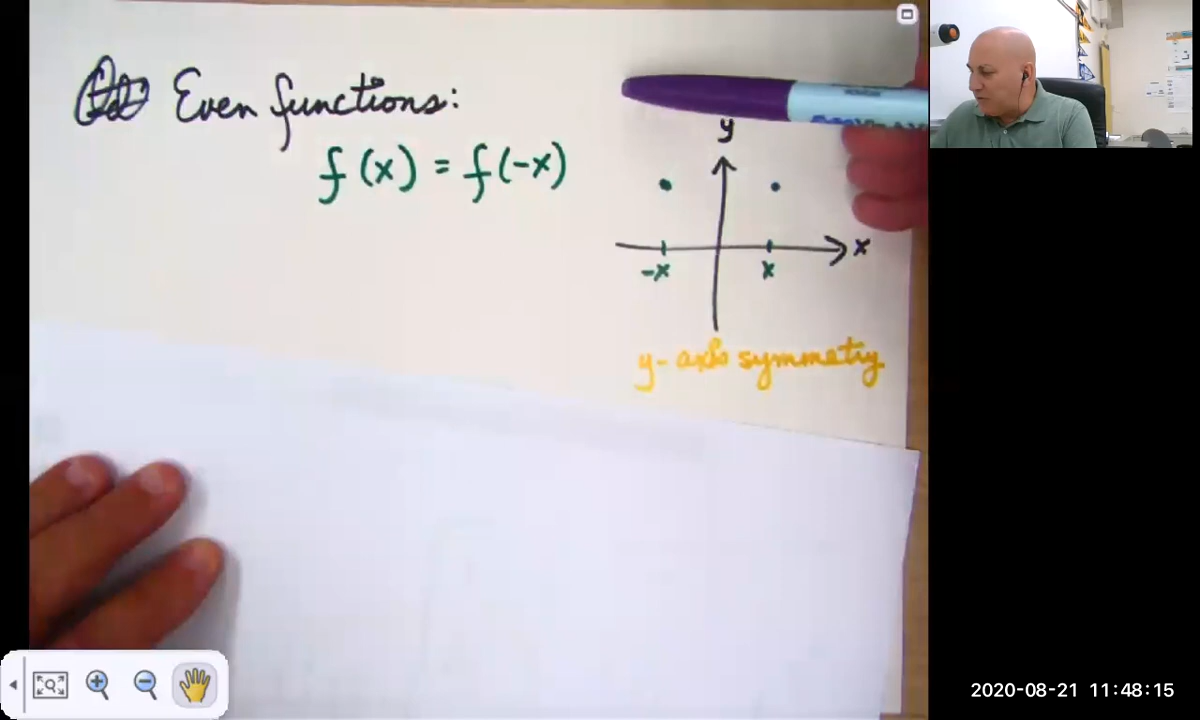 Even functions:
f(x) = f(-x)
y
x
-x
x
y-axis symmetry
2020-08-21 11:48:15